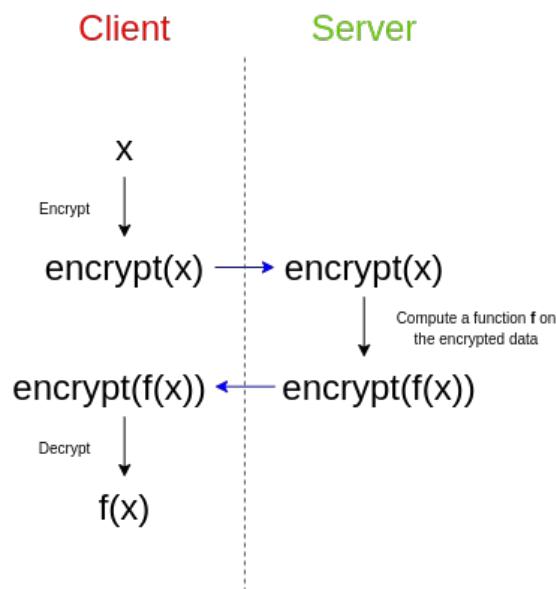 Client
Server
x
Encrypt
encrypt(x)
encrypt(x)
Compute a function f on
the encrypted data
encrypt(f(x))
encrypt(f(x))
Decrypt
f(x)